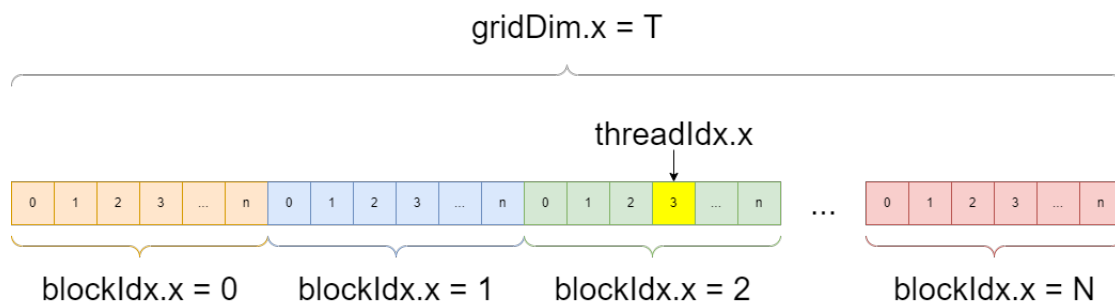 gridDim.x = T
threadIdx.x
0 1 2 3 ... n 0 1 2 3 ... n 0 1 2 3 ... n ... 0 1 2 3 ... n
blockIdx.x = 0 blockIdx.x = 1 blockIdx.x = 2 blockIdx.x = N